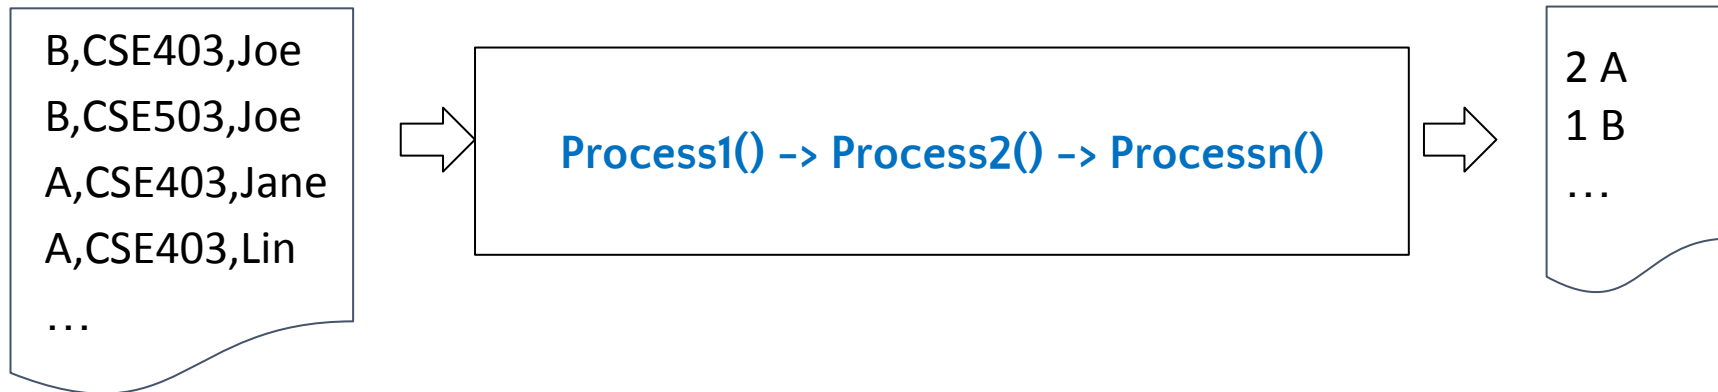 B,CSE403,Joe
B,CSE503,Joe
A,CSE403,Jane
A,CSE403,Lin
…
Process1() -> Process2() -> Processn()
2 A
1 B
…